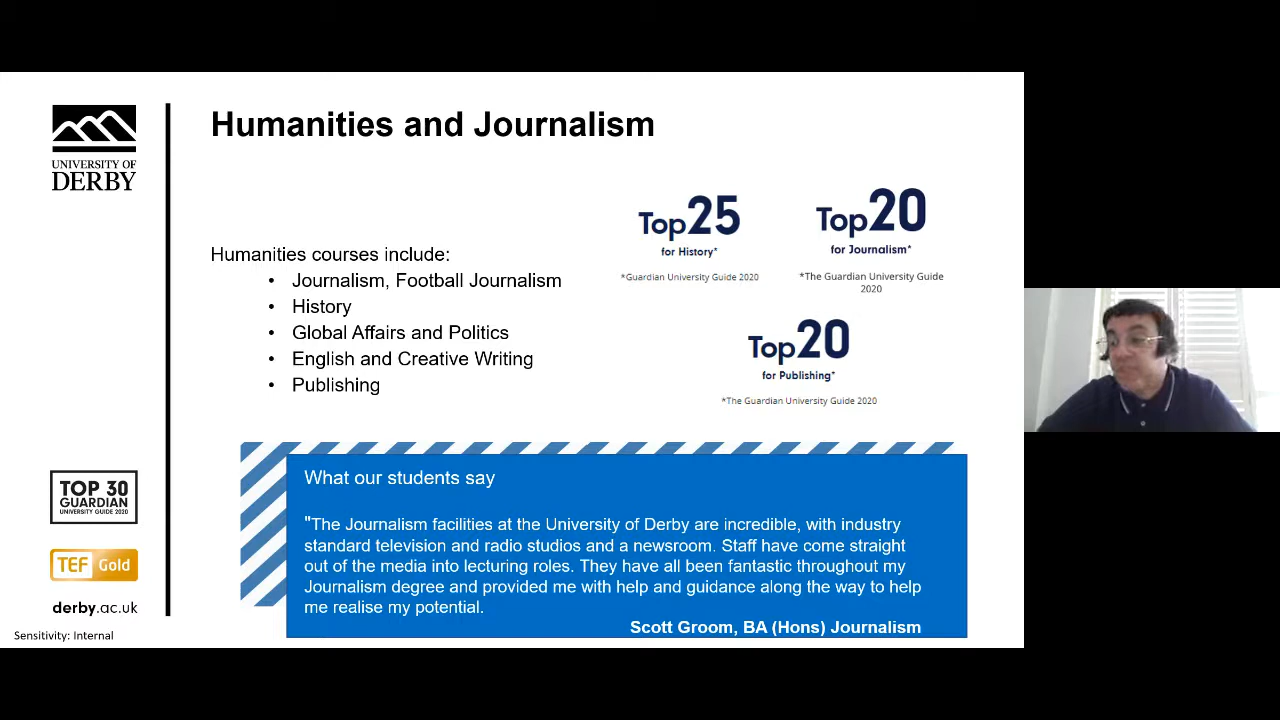 UNIVERSITY OF
DERBY
Humanities and Journalism
Top25
for History*
*Guardian University Guide 2020
Top20
for Journalism*
*The Guardian University Guide
2020
Top20
for Publishing*
*The Guardian University Guide 2020
Humanities courses include:
• Journalism, Football Journalism
• History
• Global Affairs and Politics
• English and Creative Writing
• Publishing
What our students say
"The Journalism facilities at the University of Derby are incredible, with industry
standard television and radio studios and a newsroom. Staff have come straight
out of the media into lecturing roles. They have all been fantastic throughout my
Journalism degree and provided me with help and guidance along the way to help
me realise my potential.
Scott Groom, BA (Hons) Journalism
TOP 30
GUARDIAN
UNIVERSITY GUIDE 2020
TEF Gold
derby.ac.uk
Sensitivity: Internal